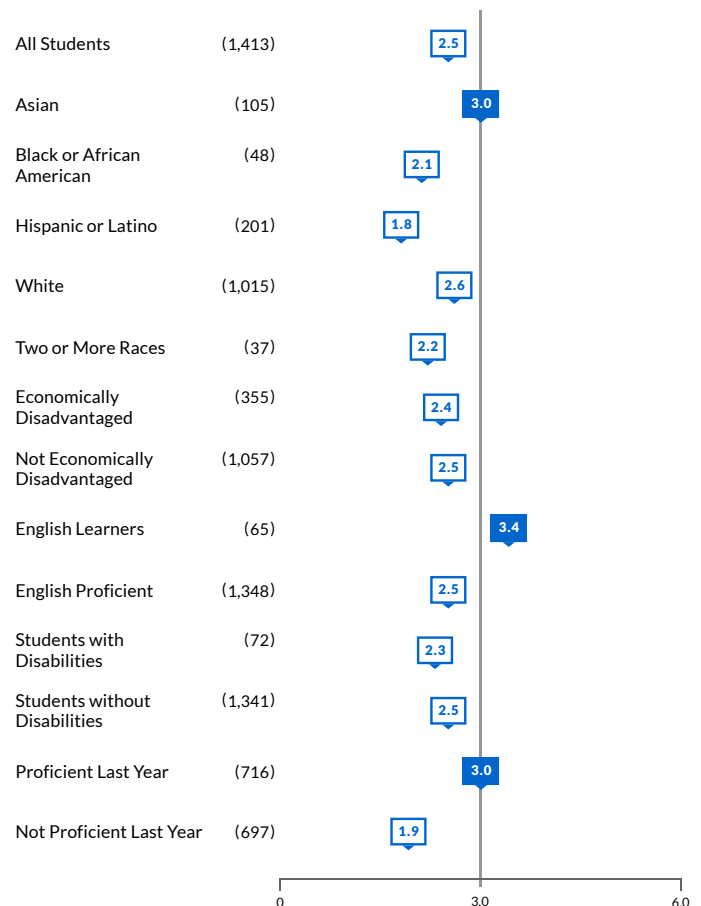 All Students (1,413) 2.5
Asian (105) 3.0
Black or African (48) 2.1
American
Hispanic or Latino (201) 1.8
White (1,015) 2.6
Two or More Races (37) 2.2
Economically (355) 2.4
Disadvantaged
Not Economically (1,057) 2.5
Disadvantaged
English Learners (65) 3.4
English Proficient (1,348) 2.5
Students with (72) 2.3
Disabilities
Students without (1,341) 2.5
Disabilities
Proficient Last Year (716) 3.0
Not Proficient Last Year (697) 1.9
0 3.0 6.0